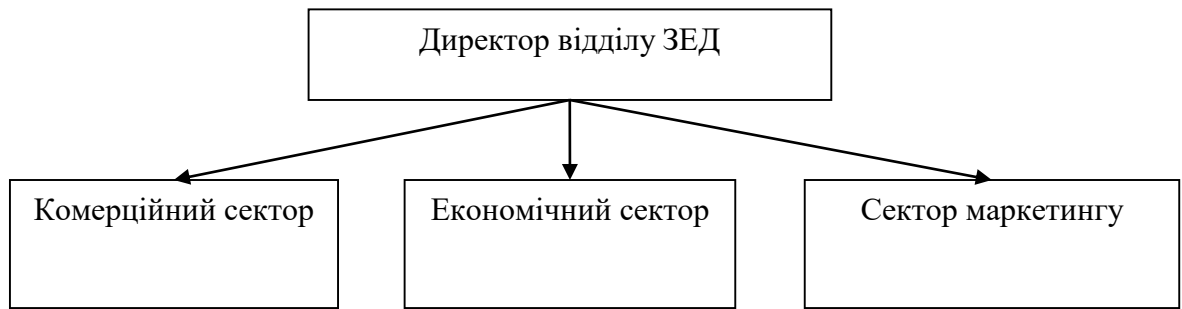 Директор відділу ЗЕД
Комерційний сектор
Економічний сектор
Сектор маркетингу